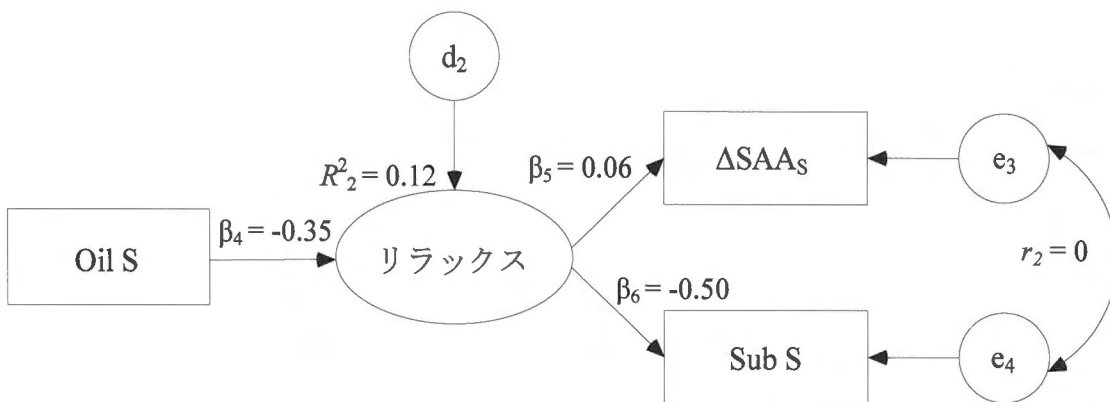 d₂
R²₂ = 0.12
β₅ = 0.06
ΔSAAₛ
e₃
β₄ = -0.35
Oil S
リラックス
r₂ = 0
β₆ = -0.50
Sub S
e₄